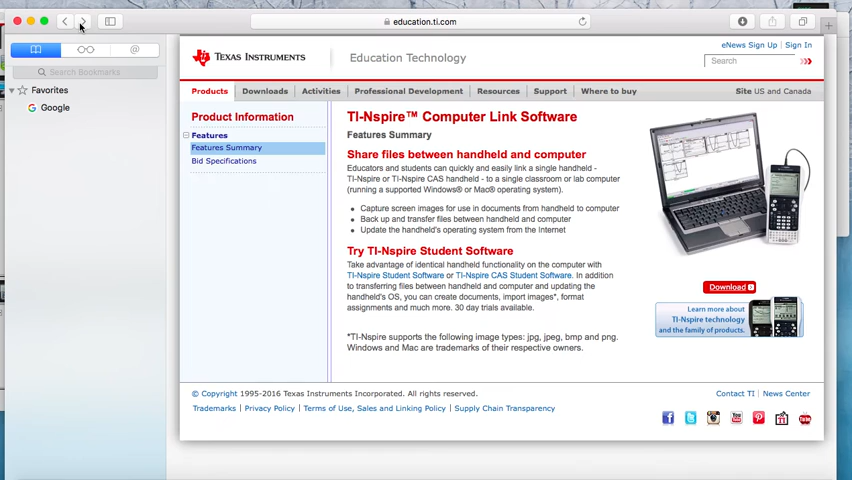 education.ti.com
@
Search Bookmarks
Favorites
Google
TEXAS INSTRUMENTS
Education Technology
eNews Sign Up | Sign In
Search
Products
Downloads
Activities
Professional Development
Resources
Support
Where to buy
Site US and Canada
Product Information
Features
Features Summary
Bid Specifications
TI-Nspire™ Computer Link Software
Features Summary
Share files between handheld and computer
Educators and students can quickly and easily link a single handheld -
TI-Nspire or TI-Nspire CAS handheld - to a single classroom or lab computer
(running a supported Windows® or Mac® operating system).
• Capture screen images for use in documents from handheld to computer
• Back up and transfer files between handheld and computer
• Update the handheld's operating system from the Internet
Try TI-Nspire Student Software
Take advantage of identical handheld functionality on the computer with
TI-Nspire Student Software or TI-Nspire CAS Student Software. In addition
to transferring files between handheld and computer and updating the
handheld's OS, you can create documents, import images*, format
assignments and much more. 30 day trials available.
*TI-Nspire supports the following image types: jpg, jpeg, bmp and png.
Windows and Mac are trademarks of their respective owners.
Download
Learn more about
TI-Nspire technology
and the family of products.
© Copyright 1995-2016 Texas Instruments Incorporated. All rights reserved.
Trademarks | Privacy Policy | Terms of Use, Sales and Linking Policy | Supply Chain Transparency
Contact TI | News Center